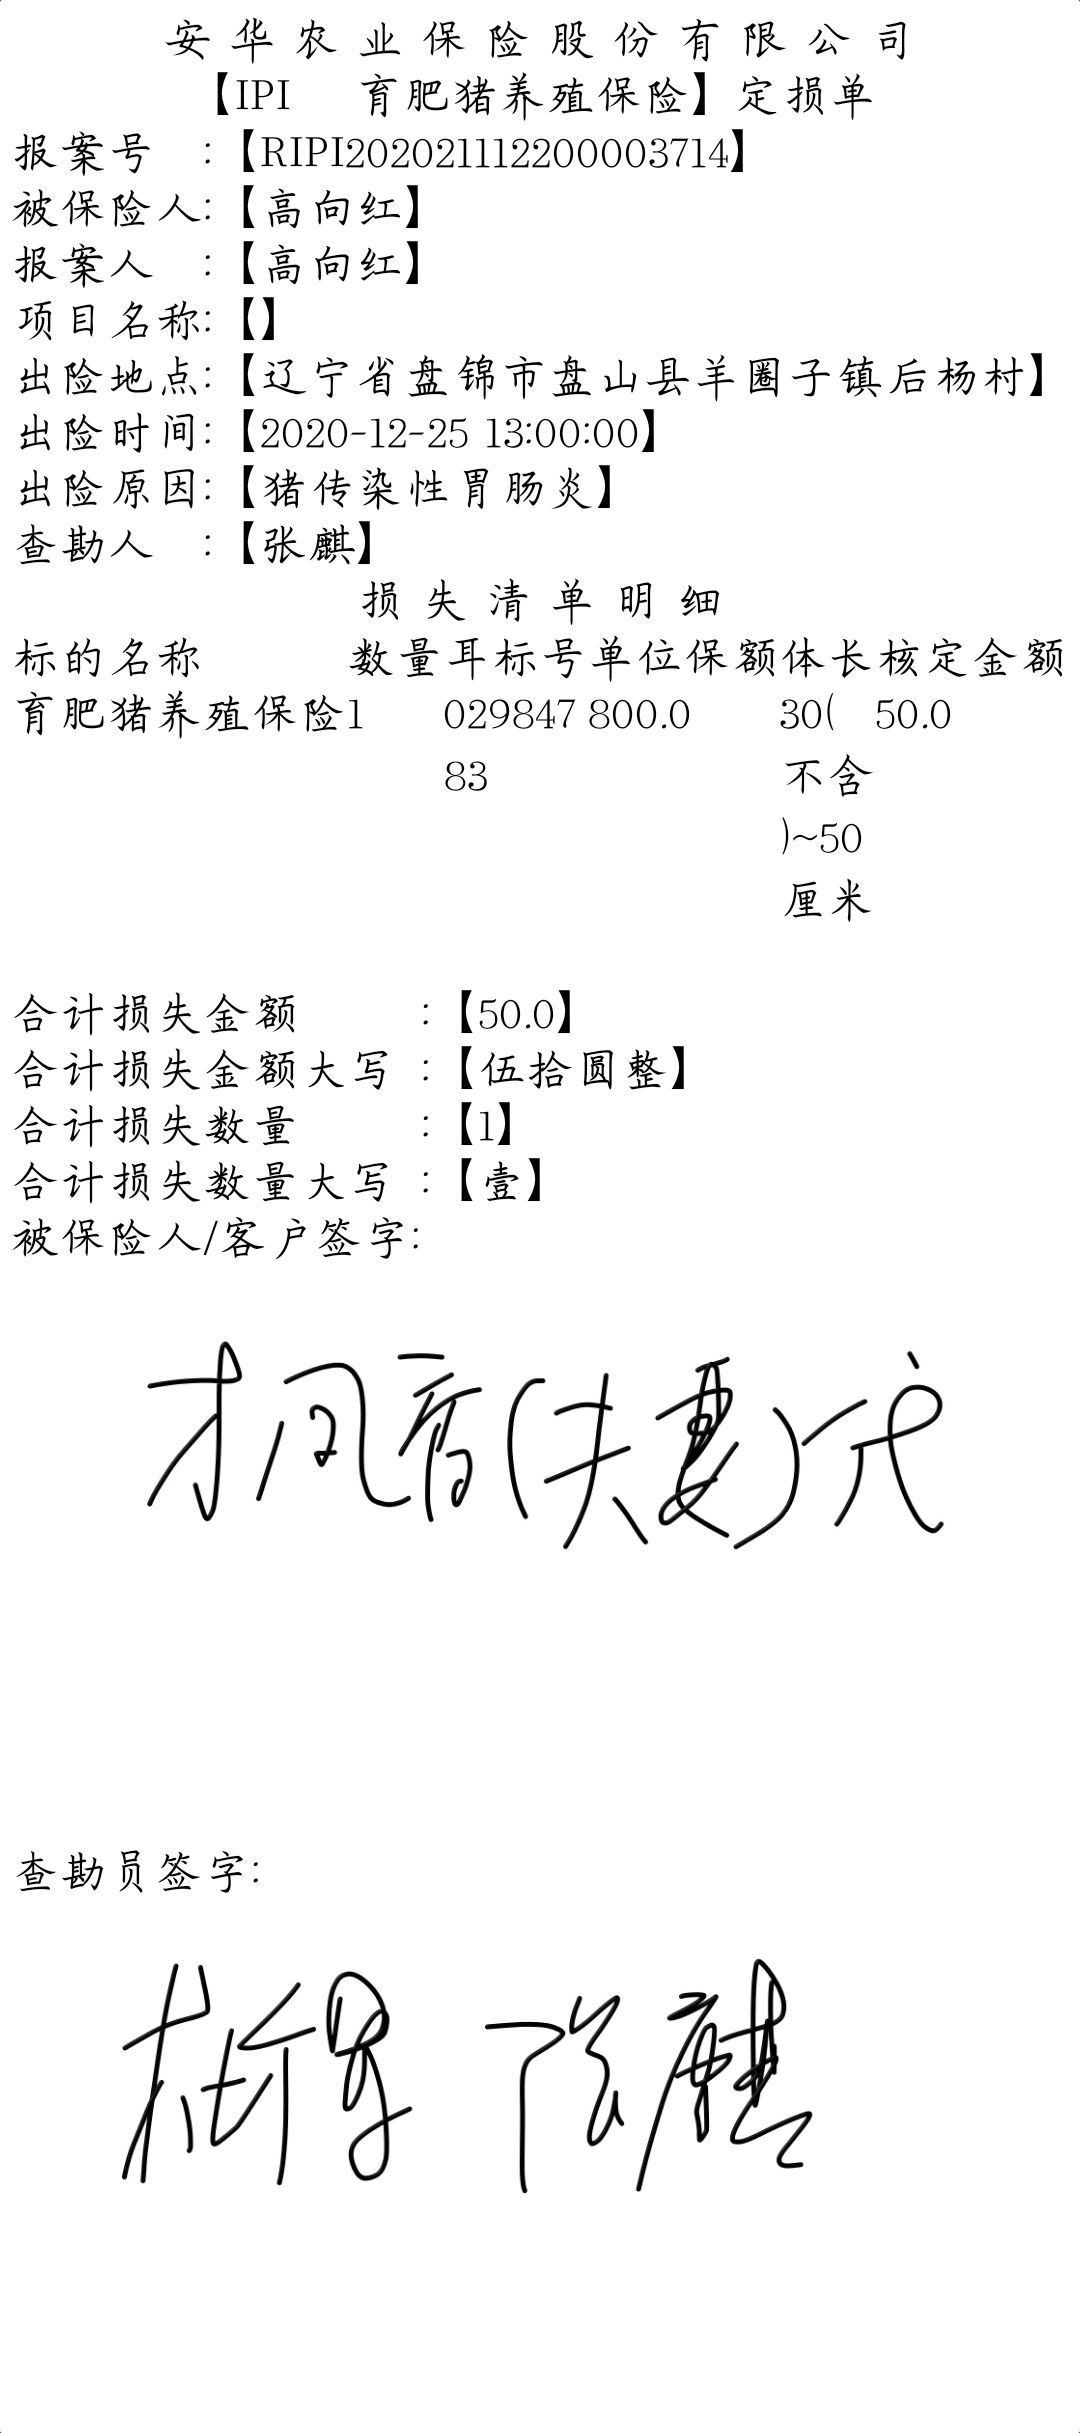 安华农业保险股份有限公司
【IPI 育肥猪养殖保险】定损单
报案号 :【RIPI202021112200003714】
被保险人:【高向红】
报案人 :【高向红】
项目名称:【】
出险地点:【辽宁省盘锦市盘山县羊圈子镇后杨村】
出险时间:【2020-12-25 13:00:00】
出险原因:【猪传染性胃肠炎】
查勘人 :【张麒】
损失清单明细
标的名称 数量耳标号单位保额体长核定金额
育肥猪养殖保险1 029847 800.0 30( 50.0
83 不含
)~50
厘米
合计损失金额 :【50.0】
合计损失金额大写 :【伍拾圆整】
合计损失数量 :【1】
合计损失数量大写 :【壹】
被保险人/客户签字:
(夫妻)代
查勘员签字:
张麒